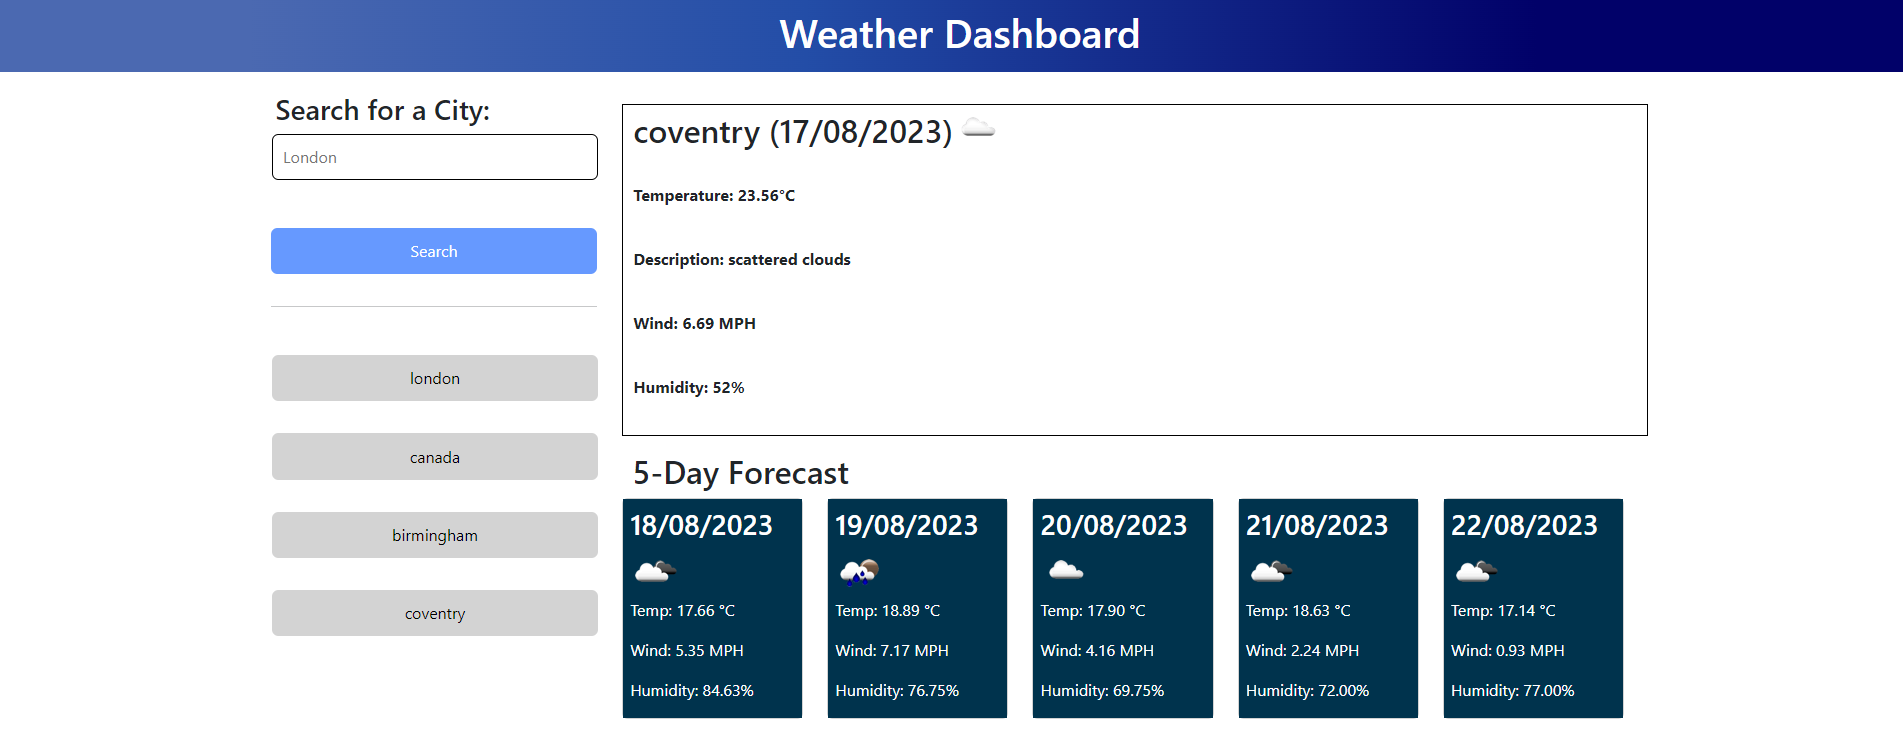 Weather Dashboard
Search for a City:
London
Search
london
canada
birmingham
coventry
coventry (17/08/2023)
Temperature: 23.56°C
Description: scattered clouds
Wind: 6.69 MPH
Humidity: 52%
5-Day Forecast
18/08/2023
Temp: 17.66 °C
Wind: 5.35 MPH
Humidity: 84.63%
19/08/2023
Temp: 18.89 °C
Wind: 7.17 MPH
Humidity: 76.75%
20/08/2023
Temp: 17.90 °C
Wind: 4.16 MPH
Humidity: 69.75%
21/08/2023
Temp: 18.63 °C
Wind: 2.24 MPH
Humidity: 72.00%
22/08/2023
Temp: 17.14 °C
Wind: 0.93 MPH
Humidity: 77.00%